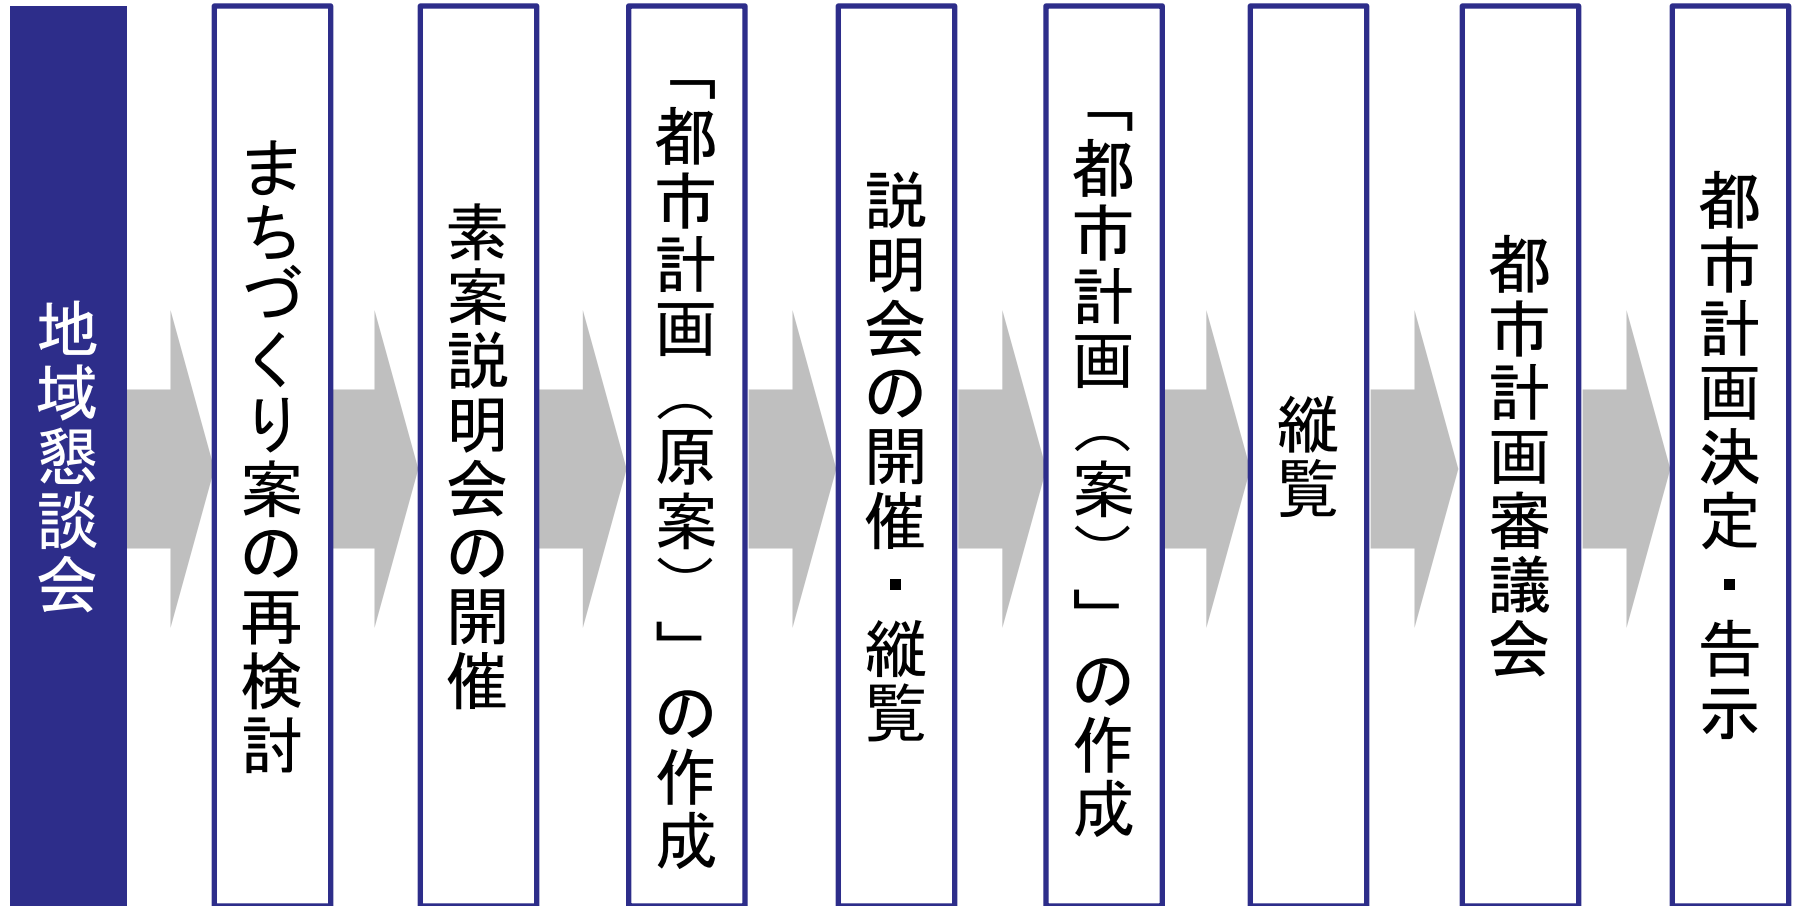 地域懇談会
まちづくり案の再検討
素案説明会の開催
「都市計画（原案）」の作成
説明会の開催・縦覧
「都市計画（案）」の作成
縦覧
都市計画審議会
都市計画決定・告示